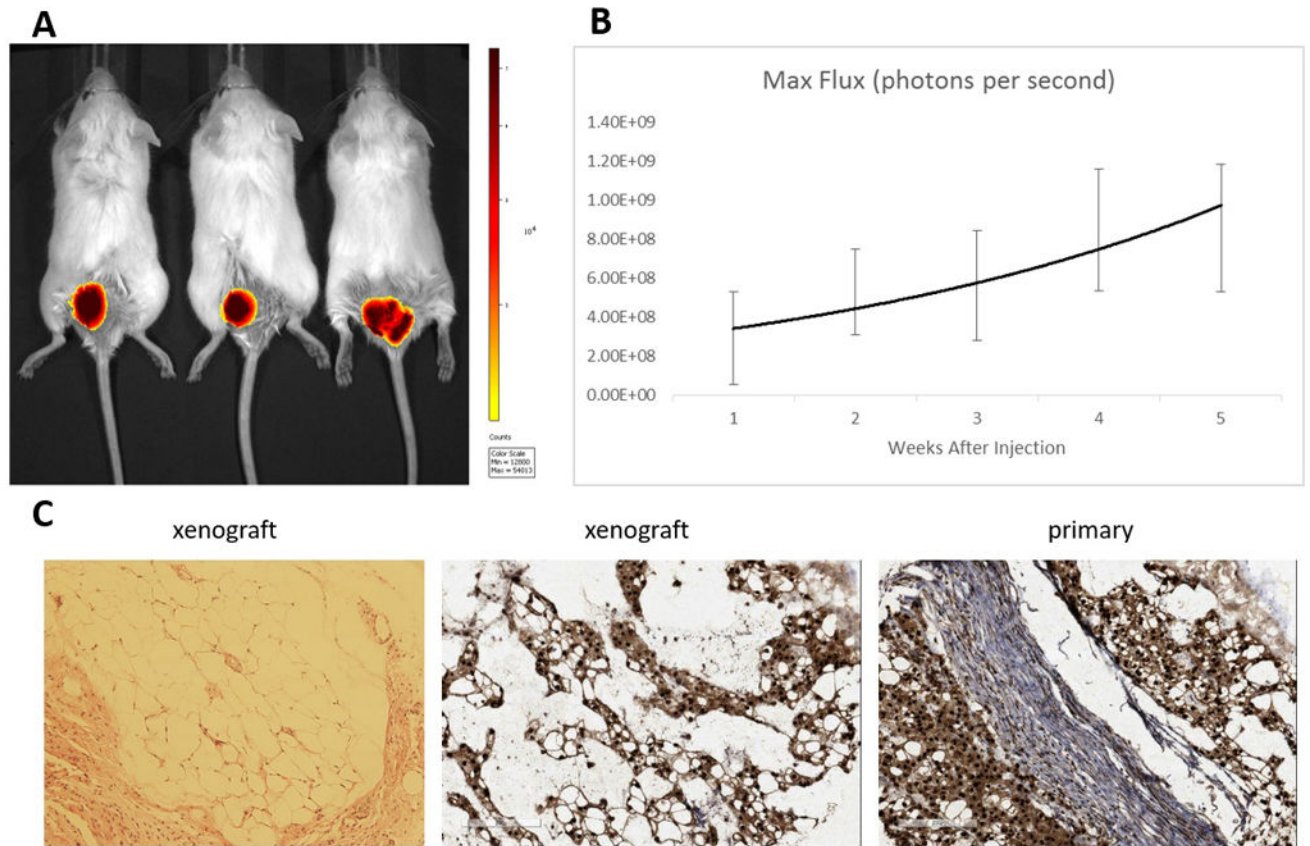 A
B
Counts
Color Scale
Min = 12800
Max = 54013
10⁴
Max Flux (photons per second)
1.40E+09
1.20E+09
1.00E+09
8.00E+08
6.00E+08
4.00E+08
2.00E+08
0.00E+00
1 2 3 4 5
Weeks After Injection
C
xenograft xenograft primary